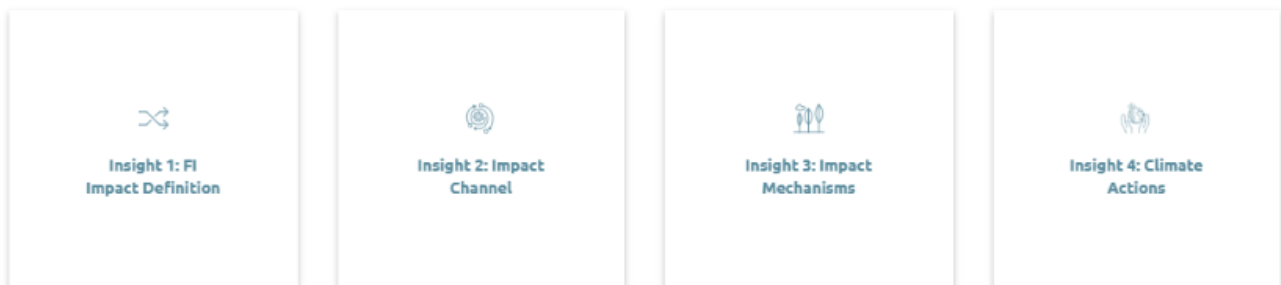 Insight 1: FI
Impact Definition
Insight 2: Impact
Channel
Insight 3: Impact
Mechanisms
Insight 4: Climate
Actions